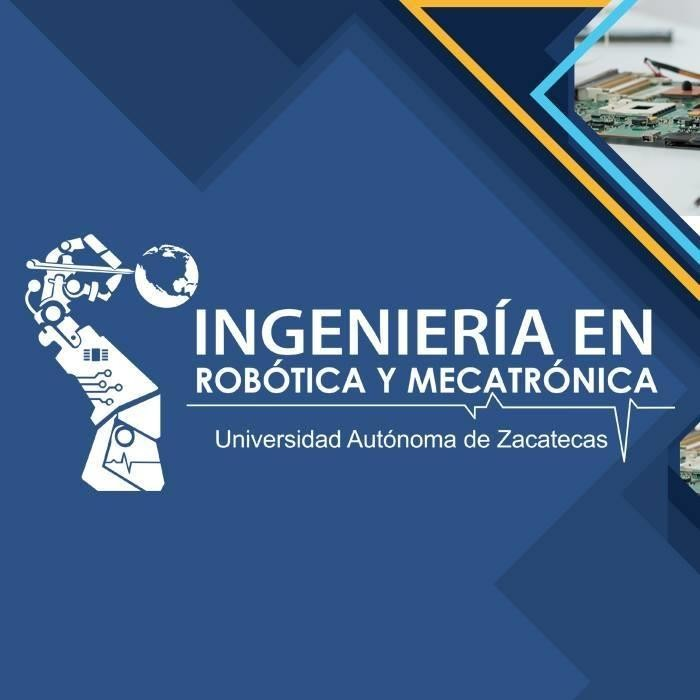 INGENIERÍA EN
ROBÓTICA Y MECATRÓNICA
Universidad Autónoma de Zacatecas